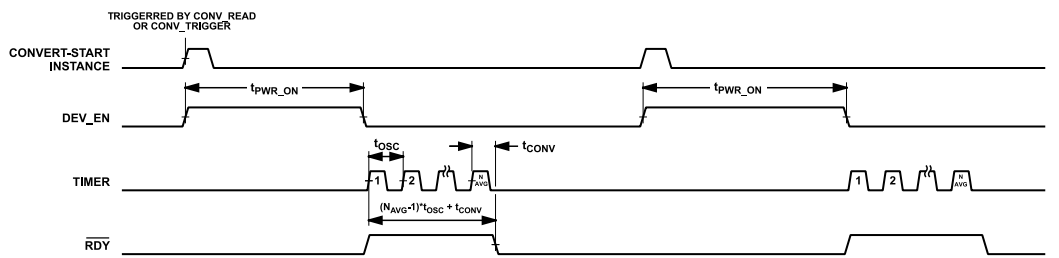 TRIGGERRED BY CONV_READ
OR CONV_TRIGGER
CONVERT-START
INSTANCE
tPWR_ON
tPWR_ON
DEV_EN
tOSC
tCONV
TIMER
1
2
N
AVG
1
2
N
AVG
(NAVG-1)*tOSC + tCONV
RDY